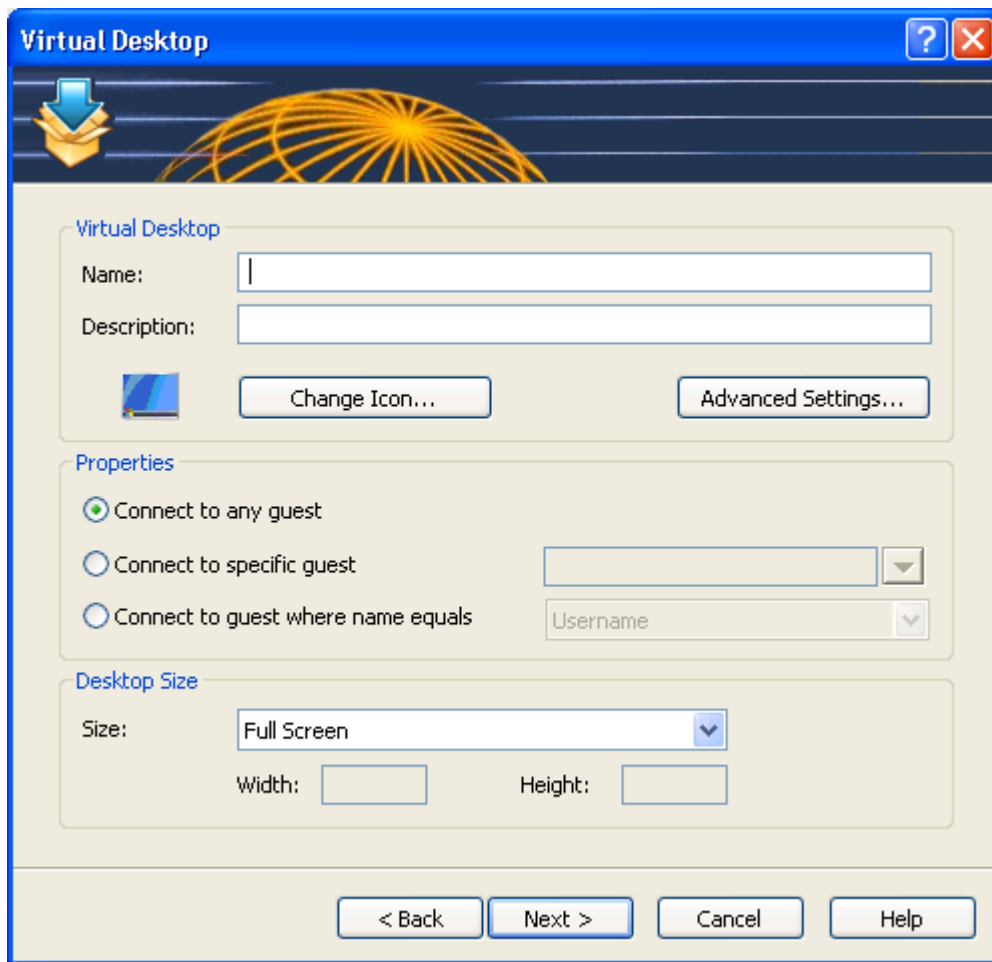 Virtual Desktop
Virtual Desktop
Name:
Description:
Change Icon... Advanced Settings...
Properties
Connect to any guest
Connect to specific guest
Connect to guest where name equals Username
Desktop Size
Size: Full Screen
Width: Height:
< Back Next > Cancel Help